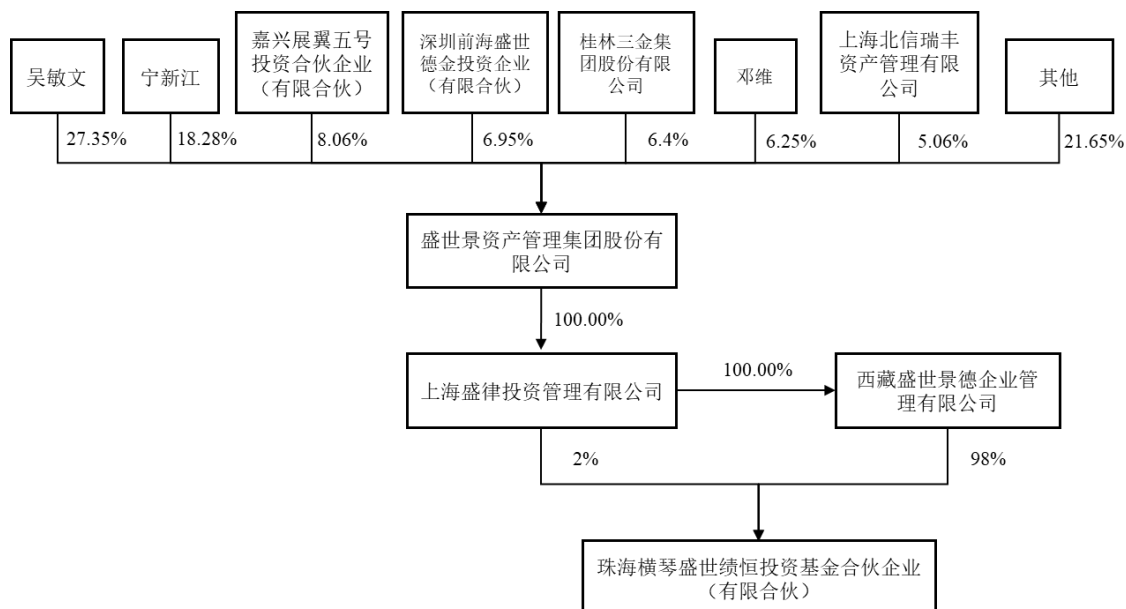 吴敏文
宁新江
嘉兴展翼五号
投资合伙企业
（有限合伙）
深圳前海盛世
德金投资企业
（有限合伙）
桂林三金集
团股份有限
公司
邓维
上海北信瑞丰
资产管理有限
公司
其他
27.35%
18.28%
8.06%
6.95%
6.4%
6.25%
5.06%
21.65%
盛世景资产管理集团股份有
限公司
100.00%
上海盛律投资管理有限公司
100.00%
西藏盛世景德企业管
理有限公司
2%
98%
珠海横琴盛世绩恒投资基金合伙企业
（有限合伙）